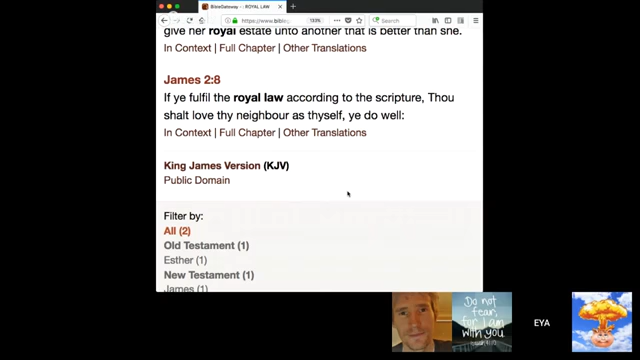 BibleGateway - - ROYAL LAW
https://www.bible
133%
Search
give her royal estate unto another that is better than she.
In Context | Full Chapter | Other Translations
James 2:8
If ye fulfil the royal law according to the scripture, Thou
shalt love thy neighbour as thyself, ye do well:
In Context | Full Chapter | Other Translations
King James Version (KJV)
Public Domain
Filter by:
All (2)
Old Testament (1)
Esther (1)
New Testament (1)
James (1)
Do not
fear,
for I am
with you
EYA